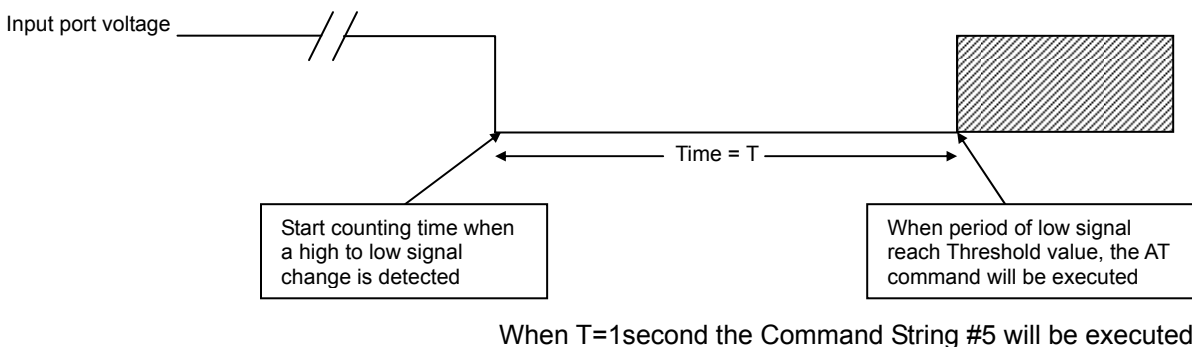 Input port voltage
Time = T
Start counting time when
a high to low signal
change is detected
When period of low signal
reach Threshold value, the AT
command will be executed
When T=1second the Command String #5 will be executed